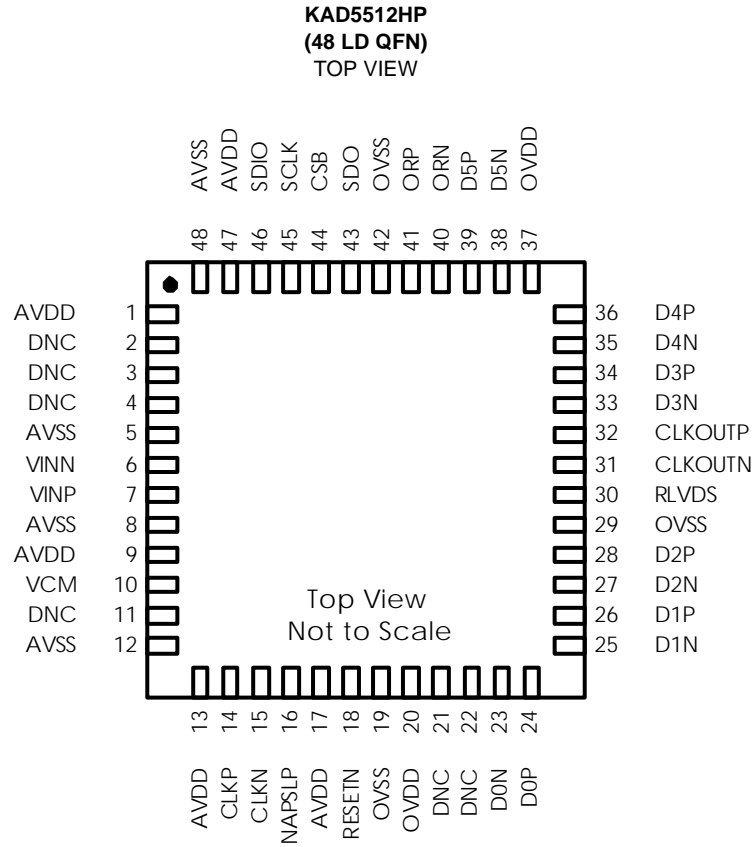 KAD5512HP
(48 LD QFN)
TOP VIEW
AVSS
AVDD
SDIO
SCLK
CSB
SDO
OVSS
ORP
ORN
D5P
D5N
OVDD
48
47
46
45
44
43
42
41
40
39
38
37
AVDD 1
DNC 2
DNC 3
DNC 4
AVSS 5
VINN 6
VINP 7
AVSS 8
AVDD 9
VCM 10
DNC 11
AVSS 12
36 D4P
35 D4N
34 D3P
33 D3N
32 CLKOUTP
31 CLKOUTN
30 RLVDS
29 OVSS
28 D2P
27 D2N
26 D1P
25 D1N
Top View
Not to Scale
13
14
15
16
17
18
19
20
21
22
23
24
AVDD
CLKP
CLKN
NAPSLP
AVDD
RESETN
OVSS
OVDD
DNC
DNC
D0N
D0P